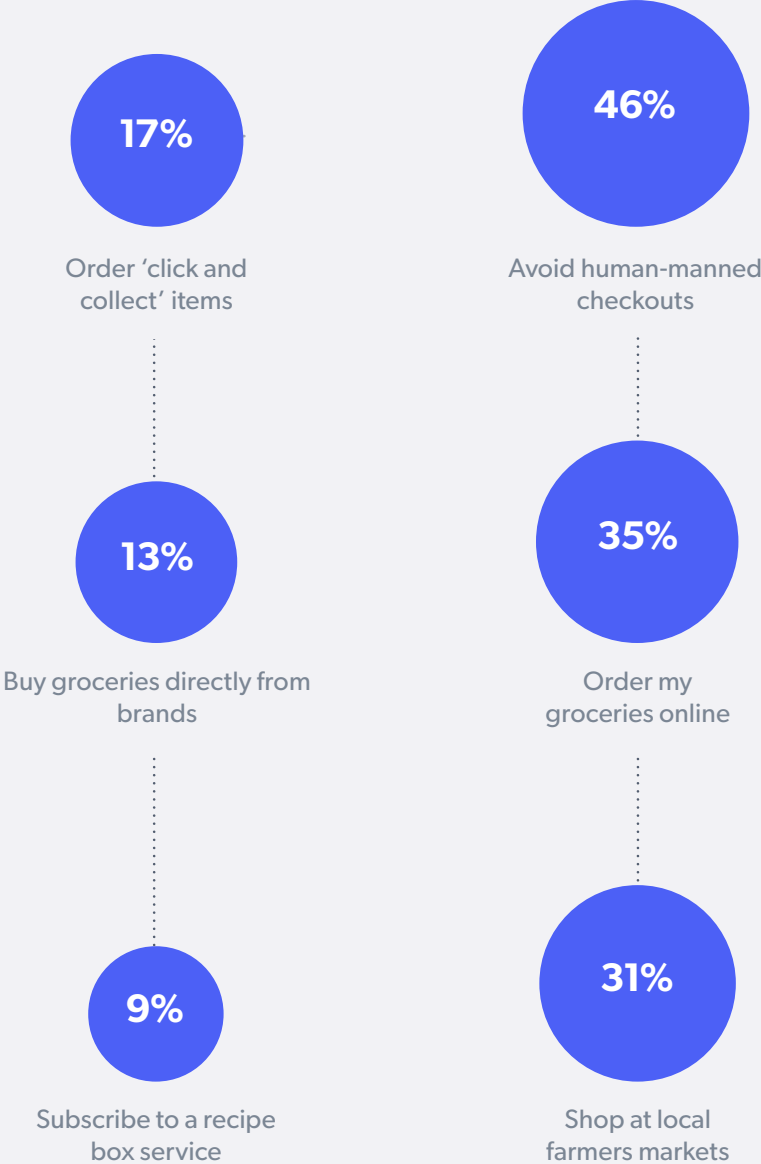 17%
Order ‘click and
collect’ items
13%
Buy groceries directly from
brands
9%
Subscribe to a recipe
box service
46%
Avoid human-manned
checkouts
35%
Order my
groceries online
31%
Shop at local
farmers markets